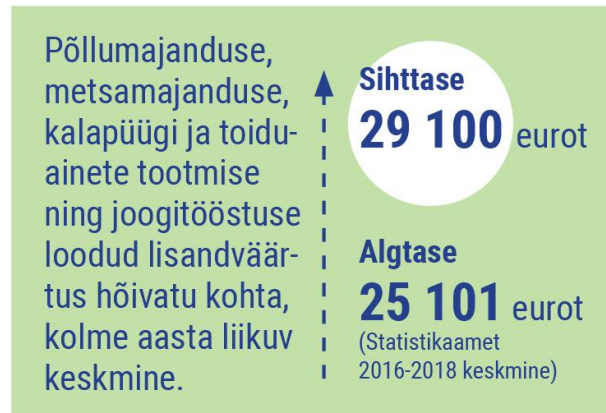 Põllumajanduse,
metsamajanduse,
kalapüügi ja toidu-
ainete tootmise
ning joogitööstuse
loodud lisandväär-
tus hõivatu kohta,
kolme aasta liikuv
keskmine.
Sihttase
29 100 eurot
Algtase
25 101 eurot
(Statistikaamet
2016-2018 keskmine)